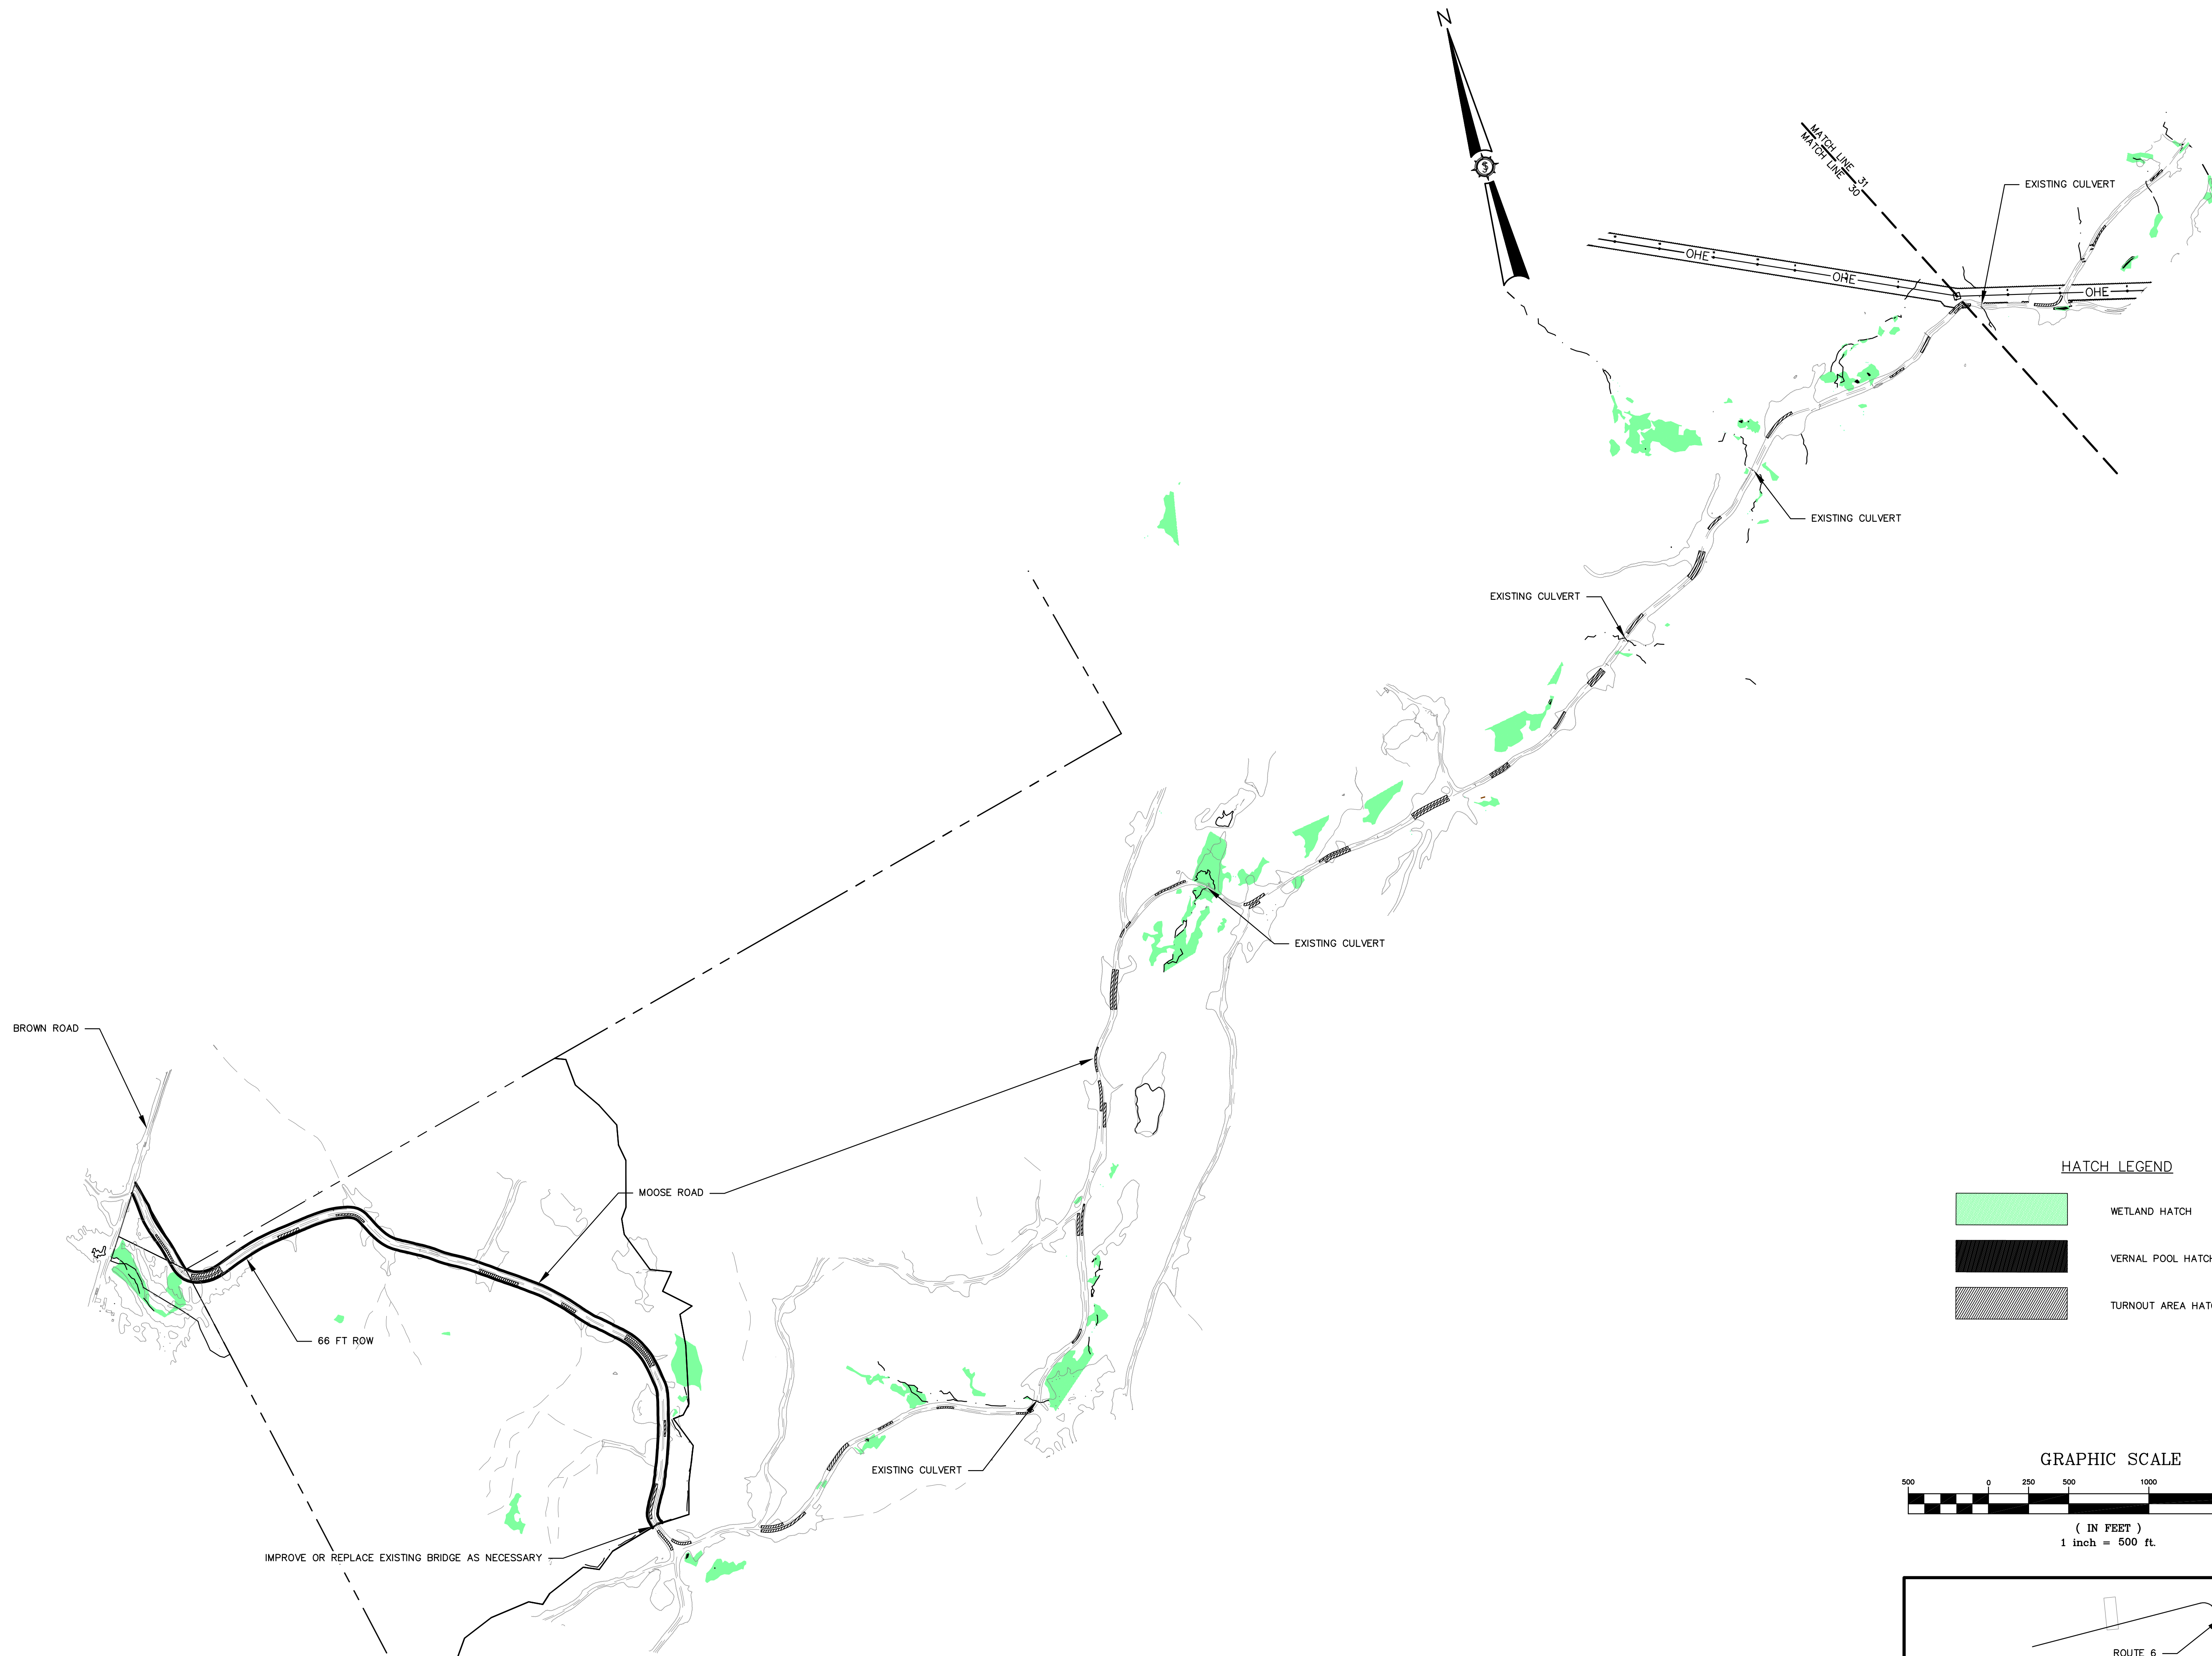 N
MATCH LINE 31
MATCH LINE 30
EXISTING CULVERT
OHE
OHE
OHE
EXISTING CULVERT
EXISTING CULVERT
EXISTING CULVERT
BROWN ROAD
MOOSE ROAD
66 FT ROW
EXISTING CULVERT
IMPROVE OR REPLACE EXISTING BRIDGE AS NECESSARY
HATCH LEGEND
WETLAND HATCH
VERNAL POOL HATCH
TURNOUT AREA HAT
GRAPHIC SCALE
500 0 250 500 1000
( IN FEET )
1 inch = 500 ft.
ROUTE 6